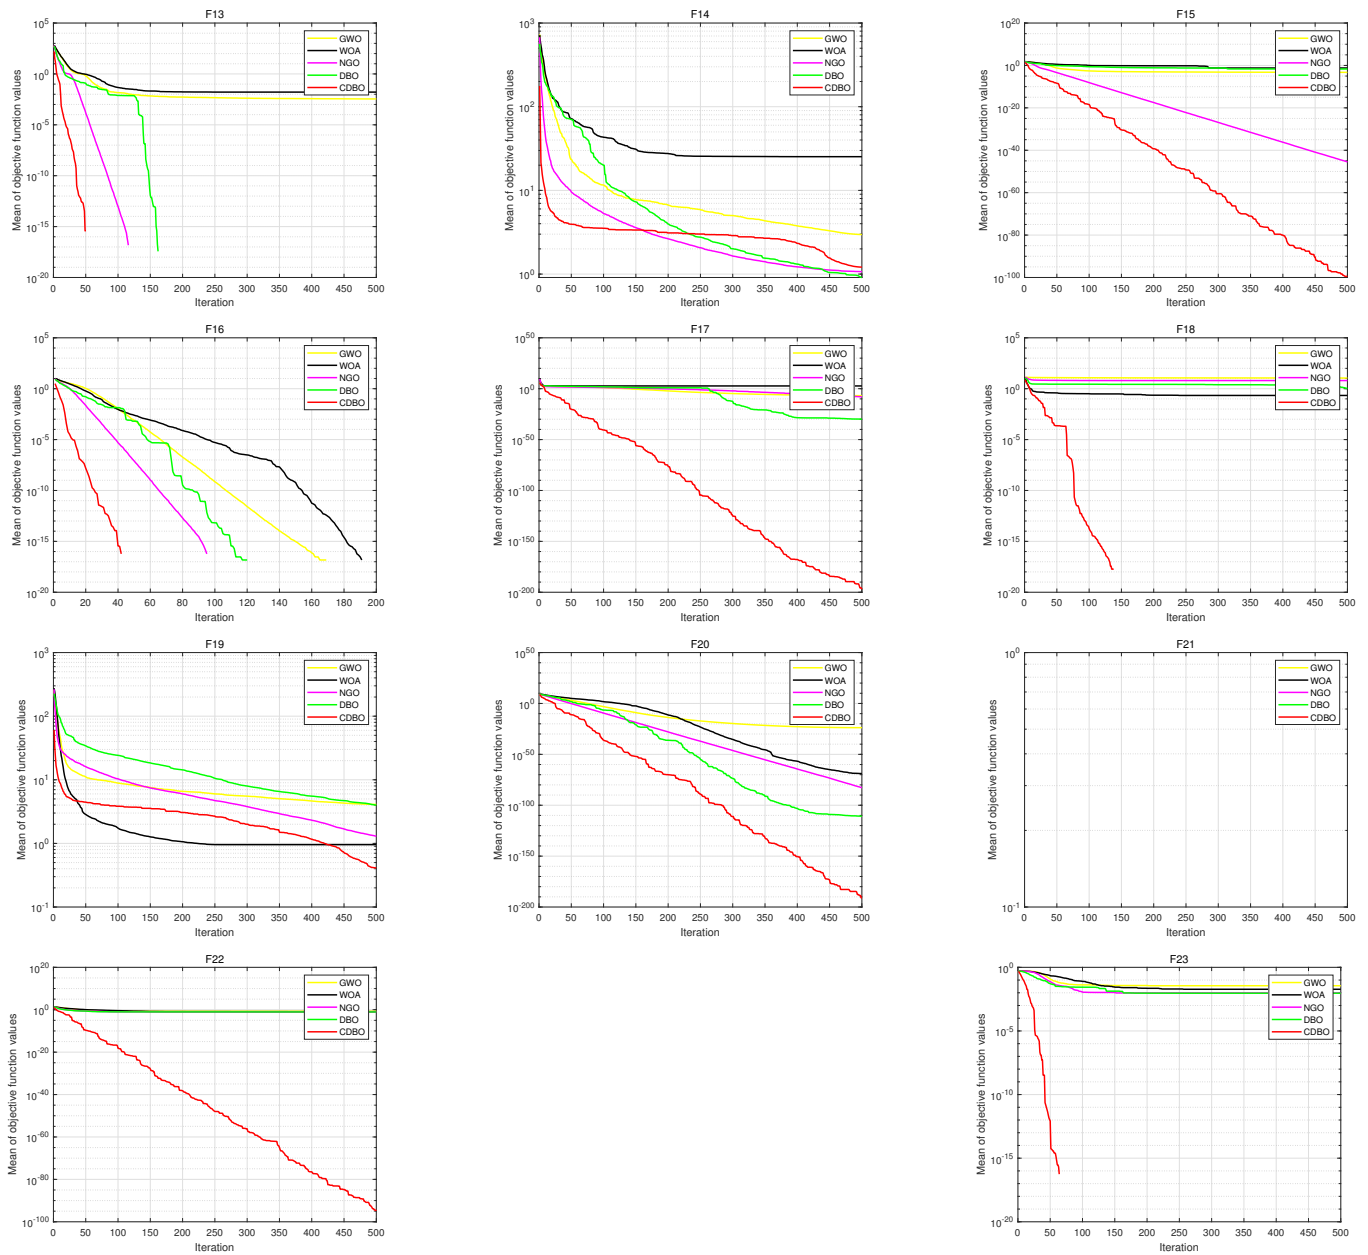 F13
Mean of objective function values
10^5
10^0
10^-5
10^-10
10^-15
10^-20
0 50 100 150 200 250 300 350 400 450 500
Iteration
GWO
WOA
NGO
DBO
CDBO
F14
Mean of objective function values
10^3
10^2
10^1
10^0
0 50 100 150 200 250 300 350 400 450 500
Iteration
GWO
WOA
NGO
DBO
CDBO
F15
Mean of objective function values
10^20
10^0
10^-20
10^-40
10^-60
10^-80
10^-100
0 50 100 150 200 250 300 350 400 450 500
Iteration
GWO
WOA
NGO
DBO
CDBO
F16
Mean of objective function values
10^5
10^0
10^-5
10^-10
10^-15
10^-20
0 20 40 60 80 100 120 140 160 180 200
Iteration
GWO
WOA
NGO
DBO
CDBO
F17
Mean of objective function values
10^50
10^0
10^-50
10^-100
10^-150
10^-200
0 50 100 150 200 250 300 350 400 450 500
Iteration
GWO
WOA
NGO
DBO
CDBO
F18
Mean of objective function values
10^5
10^0
10^-5
10^-10
10^-15
10^-20
0 50 100 150 200 250 300 350 400 450 500
Iteration
GWO
WOA
NGO
DBO
CDBO
F19
Mean of objective function values
10^3
10^2
10^1
10^0
10^-1
0 50 100 150 200 250 300 350 400 450 500
Iteration
GWO
WOA
NGO
DBO
CDBO
F20
Mean of objective function values
10^50
10^0
10^-50
10^-100
10^-150
10^-200
0 50 100 150 200 250 300 350 400 450 500
Iteration
GWO
WOA
NGO
DBO
CDBO
F21
Mean of objective function values
10^0
10^-1
0 50 100 150 200 250 300 350 400 450 500
Iteration
GWO
WOA
NGO
DBO
CDBO
F22
Mean of objective function values
10^20
10^0
10^-20
10^-40
10^-60
10^-80
10^-100
0 50 100 150 200 250 300 350 400 450 500
Iteration
GWO
WOA
NGO
DBO
CDBO
F23
Mean of objective function values
10^0
10^-5
10^-10
10^-15
10^-20
0 50 100 150 200 250 300 350 400 450 500
Iteration
GWO
WOA
NGO
DBO
CDBO